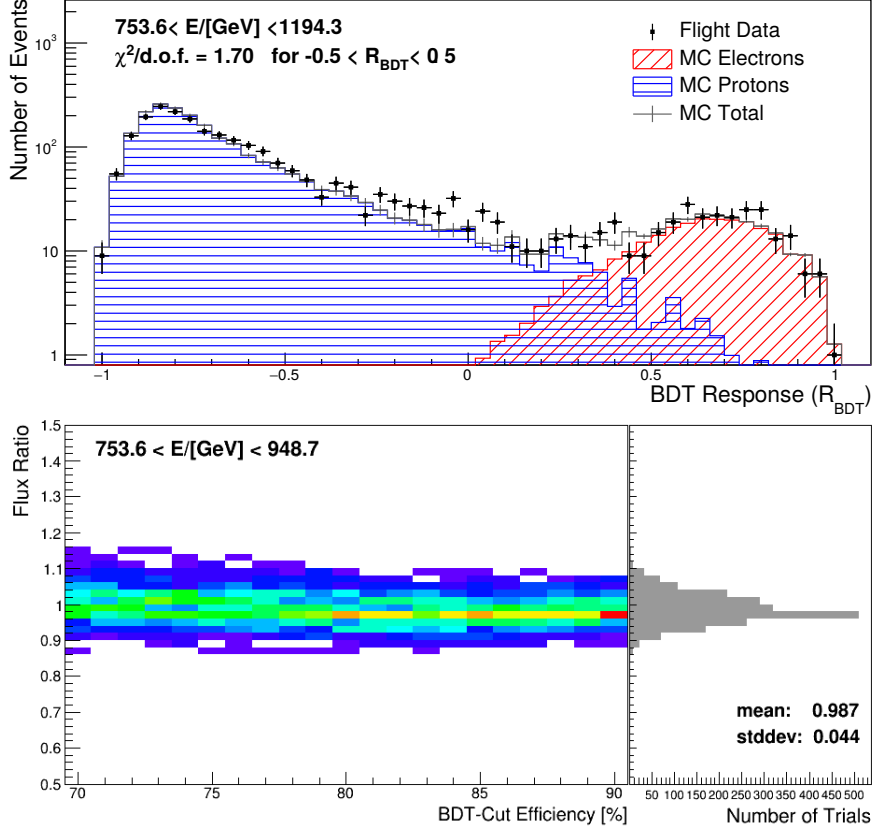 753.6< E/[GeV] <1194.3
χ²/d.o.f. = 1.70 for -0.5 < R_BDT< 0 5
Flight Data
MC Electrons
MC Protons
MC Total
Number of Events
10³
10²
10
1
−1 −0.5 0 0.5 1
BDT Response (R_BDT)
753.6 < E/[GeV] < 948.7
Flux Ratio
1.5
1.4
1.3
1.2
1.1
1
0.9
0.8
0.7
0.6
0.5
70 75 80 85 90
BDT-Cut Efficiency [%]
mean: 0.987
stddev: 0.044
50 100 150 200 250 300 350 400 450 500
Number of Trials